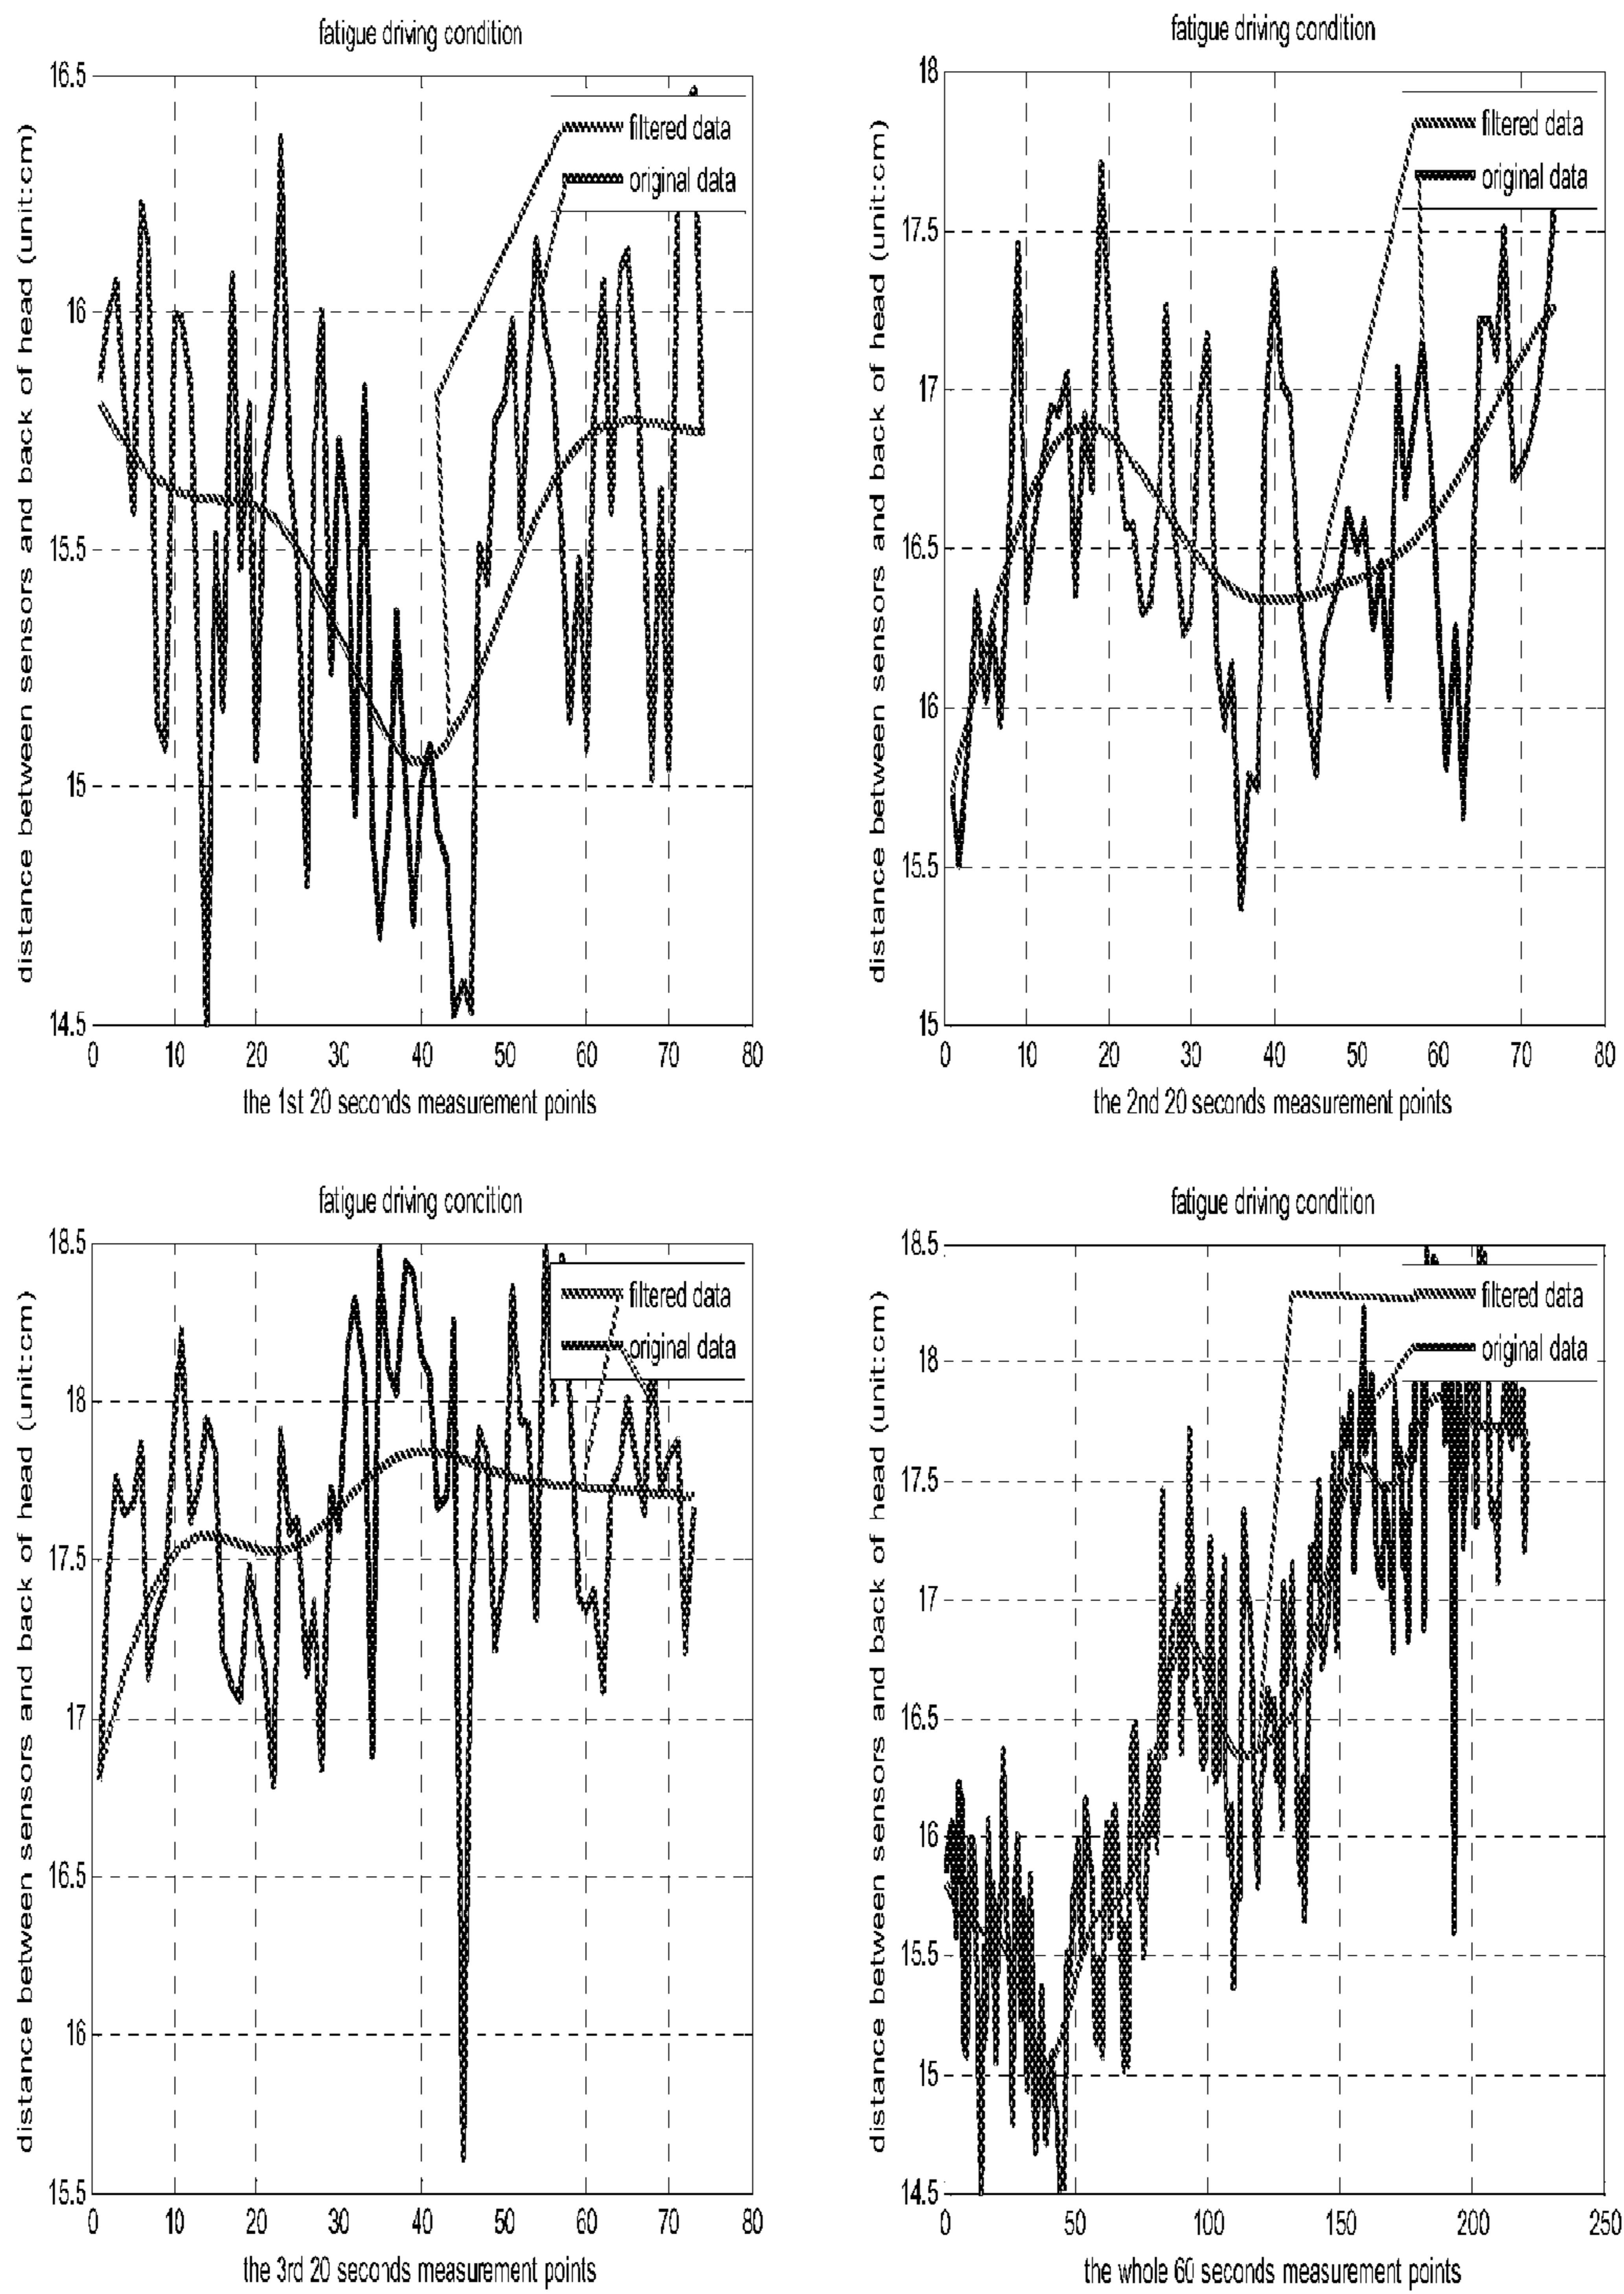 fatigue driving condition
distance between sensors and back of head (unit:cm)
16.5
16
15.5
15
14.5
0 10 20 30 40 50 60 70 80
filtered data
original data
the 1st 20 seconds measurement points
fatigue driving condition
distance between sensors and back of head (unit:cm)
18
17.5
17
16.5
16
15.5
15
0 10 20 30 40 50 60 70 80
filtered data
original data
the 2nd 20 seconds measurement points
fatigue driving condition
distance between sensors and back of head (unit:cm)
18.5
18
17.5
17
16.5
16
15.5
0 10 20 30 40 50 60 70 80
filtered data
original data
the 3rd 20 seconds measurement points
fatigue driving condition
distance between sensors and back of head (unit:cm)
18.5
18
17.5
17
16.5
16
15.5
15
14.5
0 50 100 150 200 250
filtered data
original data
the whole 60 seconds measurement points